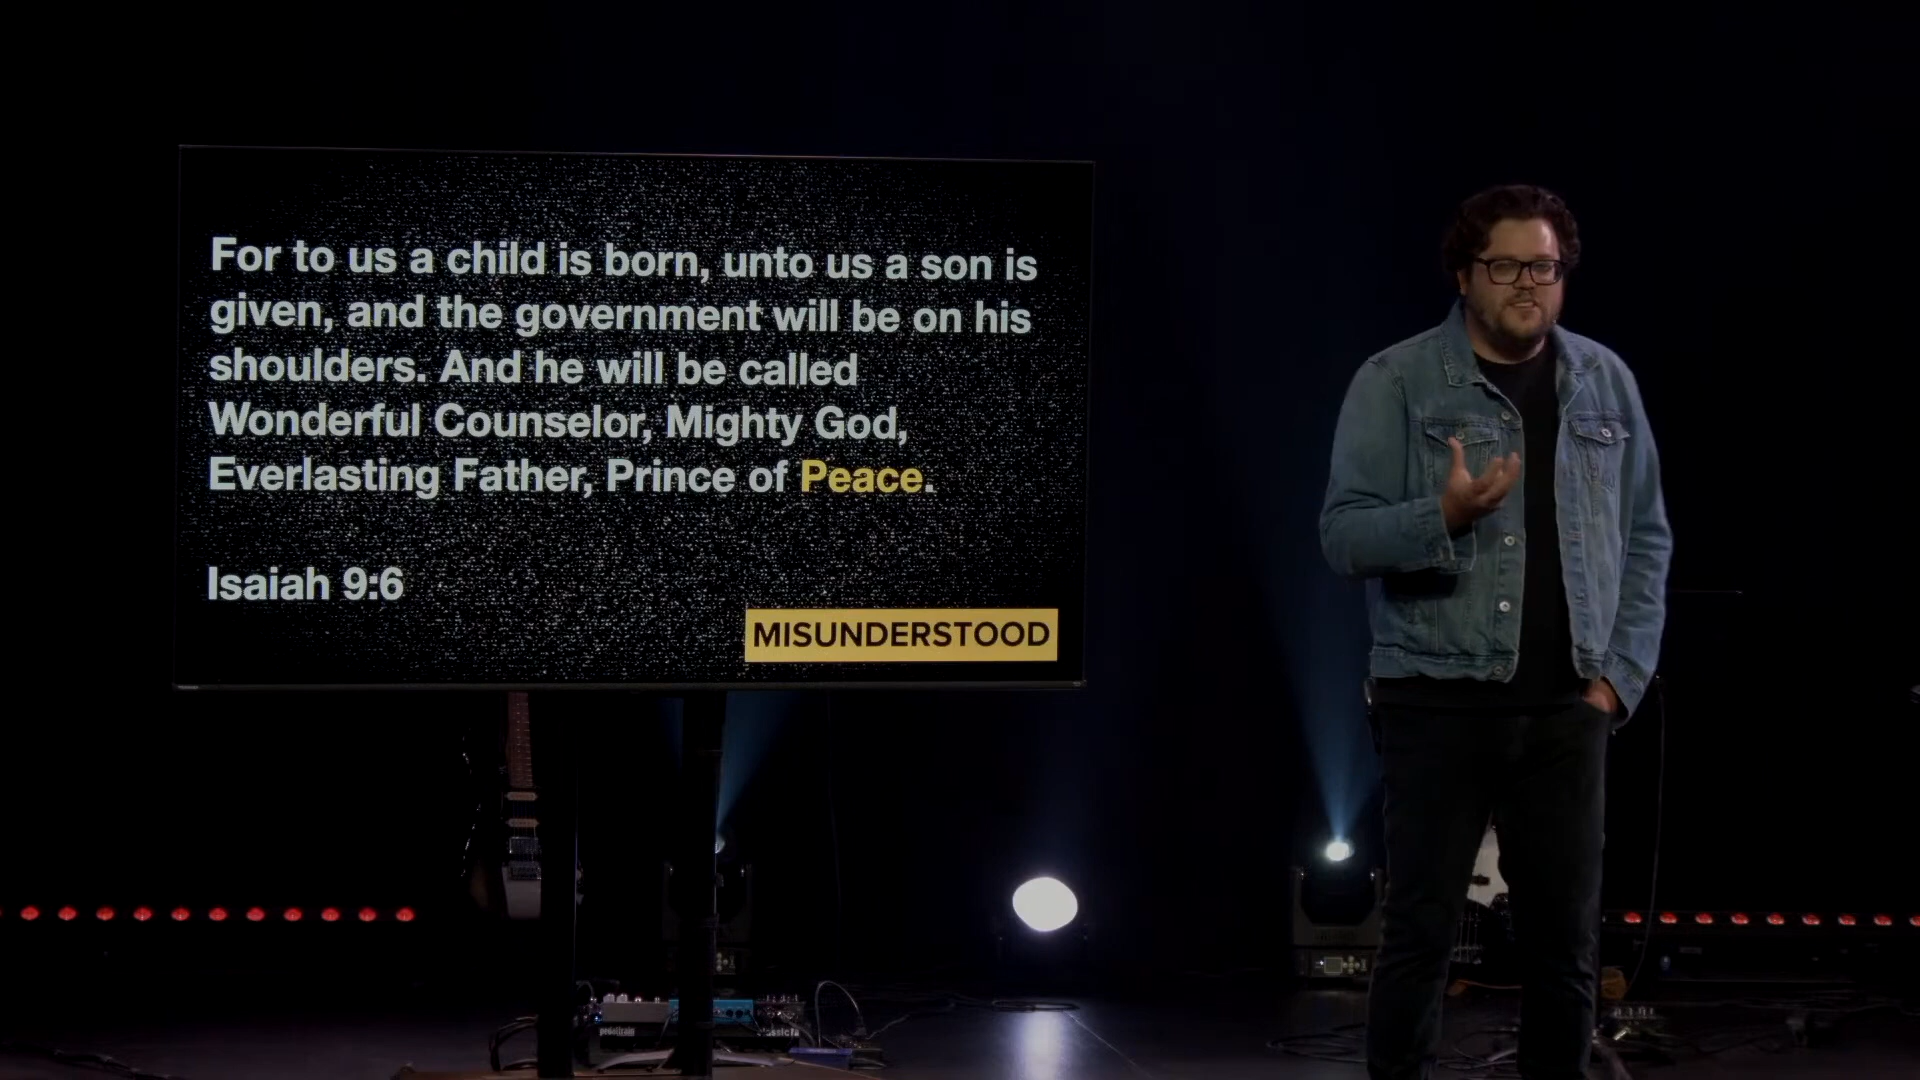 For to us a child is born, unto us a son is
given, and the government will be on his
shoulders. And he will be called
Wonderful Counselor, Mighty God,
Everlasting Father, Prince of Peace.
Isaiah 9:6
MISUNDERSTOOD
pedaltrain